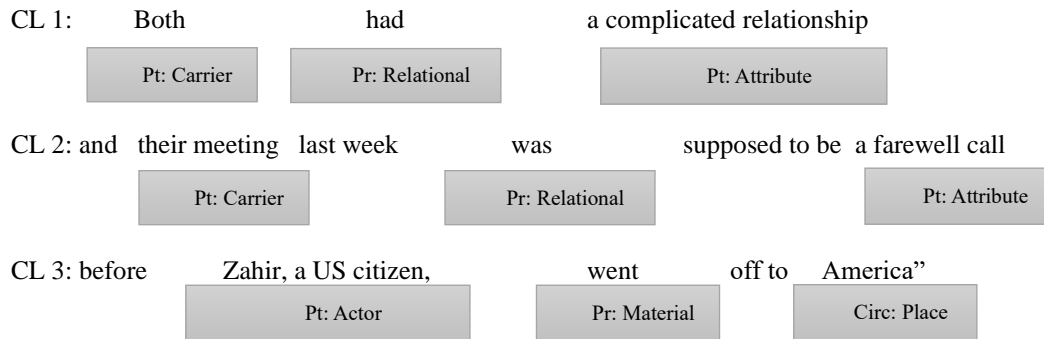 CL 1: Both had a complicated relationship
Pt: Carrier Pr: Relational Pt: Attribute
CL 2: and their meeting last week was supposed to be a farewell call
Pt: Carrier Pr: Relational Pt: Attribute
CL 3: before Zahir, a US citizen, went off to America”
Pt: Actor Pr: Material Circ: Place